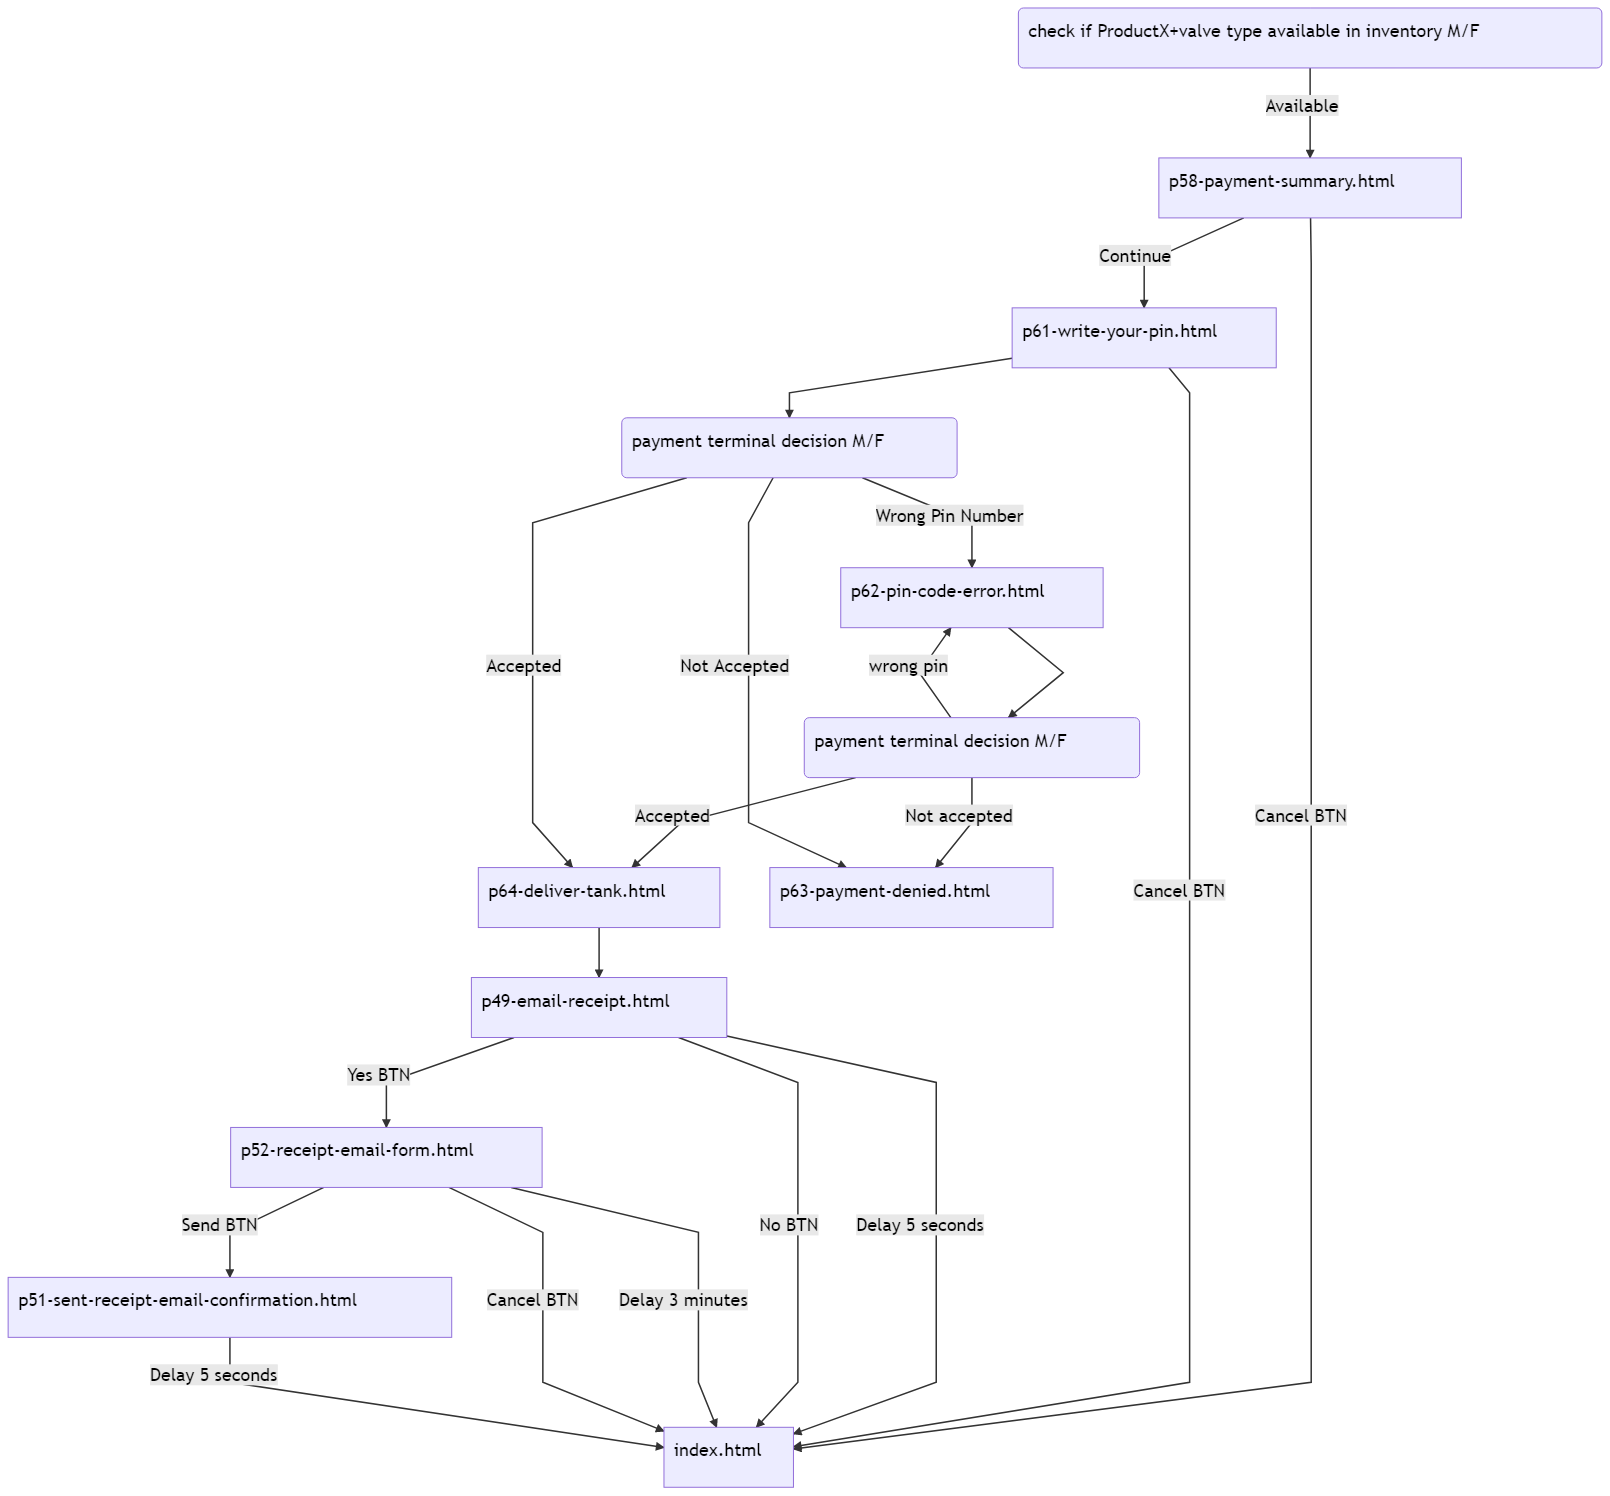 check if ProductX+valve type available in inventory M/F
Available
p58-payment-summary.html
Continue
p61-write-your-pin.html
payment terminal decision M/F
Wrong Pin Number
p62-pin-code-error.html
Accepted
Not Accepted
wrong pin
payment terminal decision M/F
Accepted
Not accepted
Cancel BTN
p64-deliver-tank.html
p63-payment-denied.html
Cancel BTN
p49-email-receipt.html
Yes BTN
p52-receipt-email-form.html
Send BTN
No BTN
Delay 5 seconds
p51-sent-receipt-email-confirmation.html
Cancel BTN
Delay 3 minutes
Delay 5 seconds
index.html